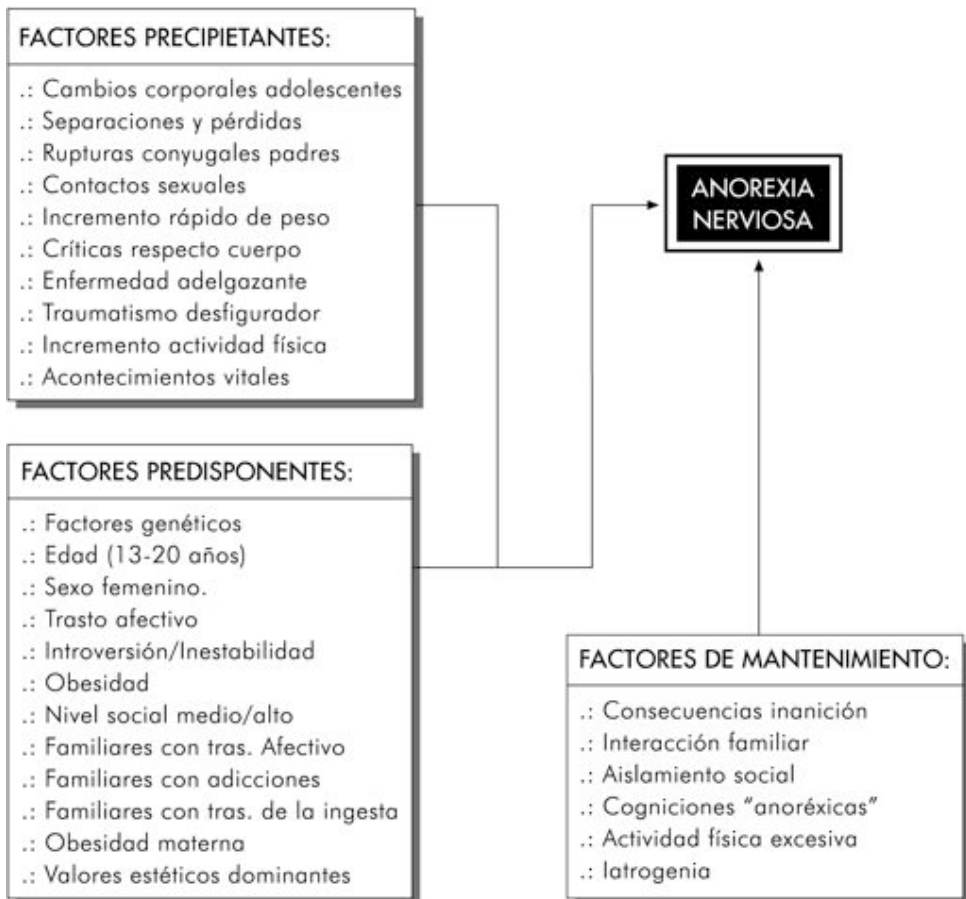 FACTORES PRECIPIETANTES:
.: Cambios corporales adolescentes
.: Separaciones y pérdidas
.: Rupturas conyugales padres
.: Contactos sexuales
.: Incremento rápido de peso
.: Críticas respecto cuerpo
.: Enfermedad adelgazante
.: Traumatismo desfigurador
.: Incremento actividad física
.: Acontecimientos vitales
ANOREXIA
NERVIOSA
FACTORES PREDISPONENTES:
.: Factores genéticos
.: Edad (13-20 años)
.: Sexo femenino.
.: Trasto afectivo
.: Introversión/Inestabilidad
.: Obesidad
.: Nivel social medio/alto
.: Familiares con tras. Afectivo
.: Familiares con adicciones
.: Familiares con tras. de la ingesta
.: Obesidad materna
.: Valores estéticos dominantes
FACTORES DE MANTENIMIENTO:
.: Consecuencias inanición
.: Interacción familiar
.: Aislamiento social
.: Cogniciones “anoréxicas”
.: Actividad física excesiva
.: Iatrogenia